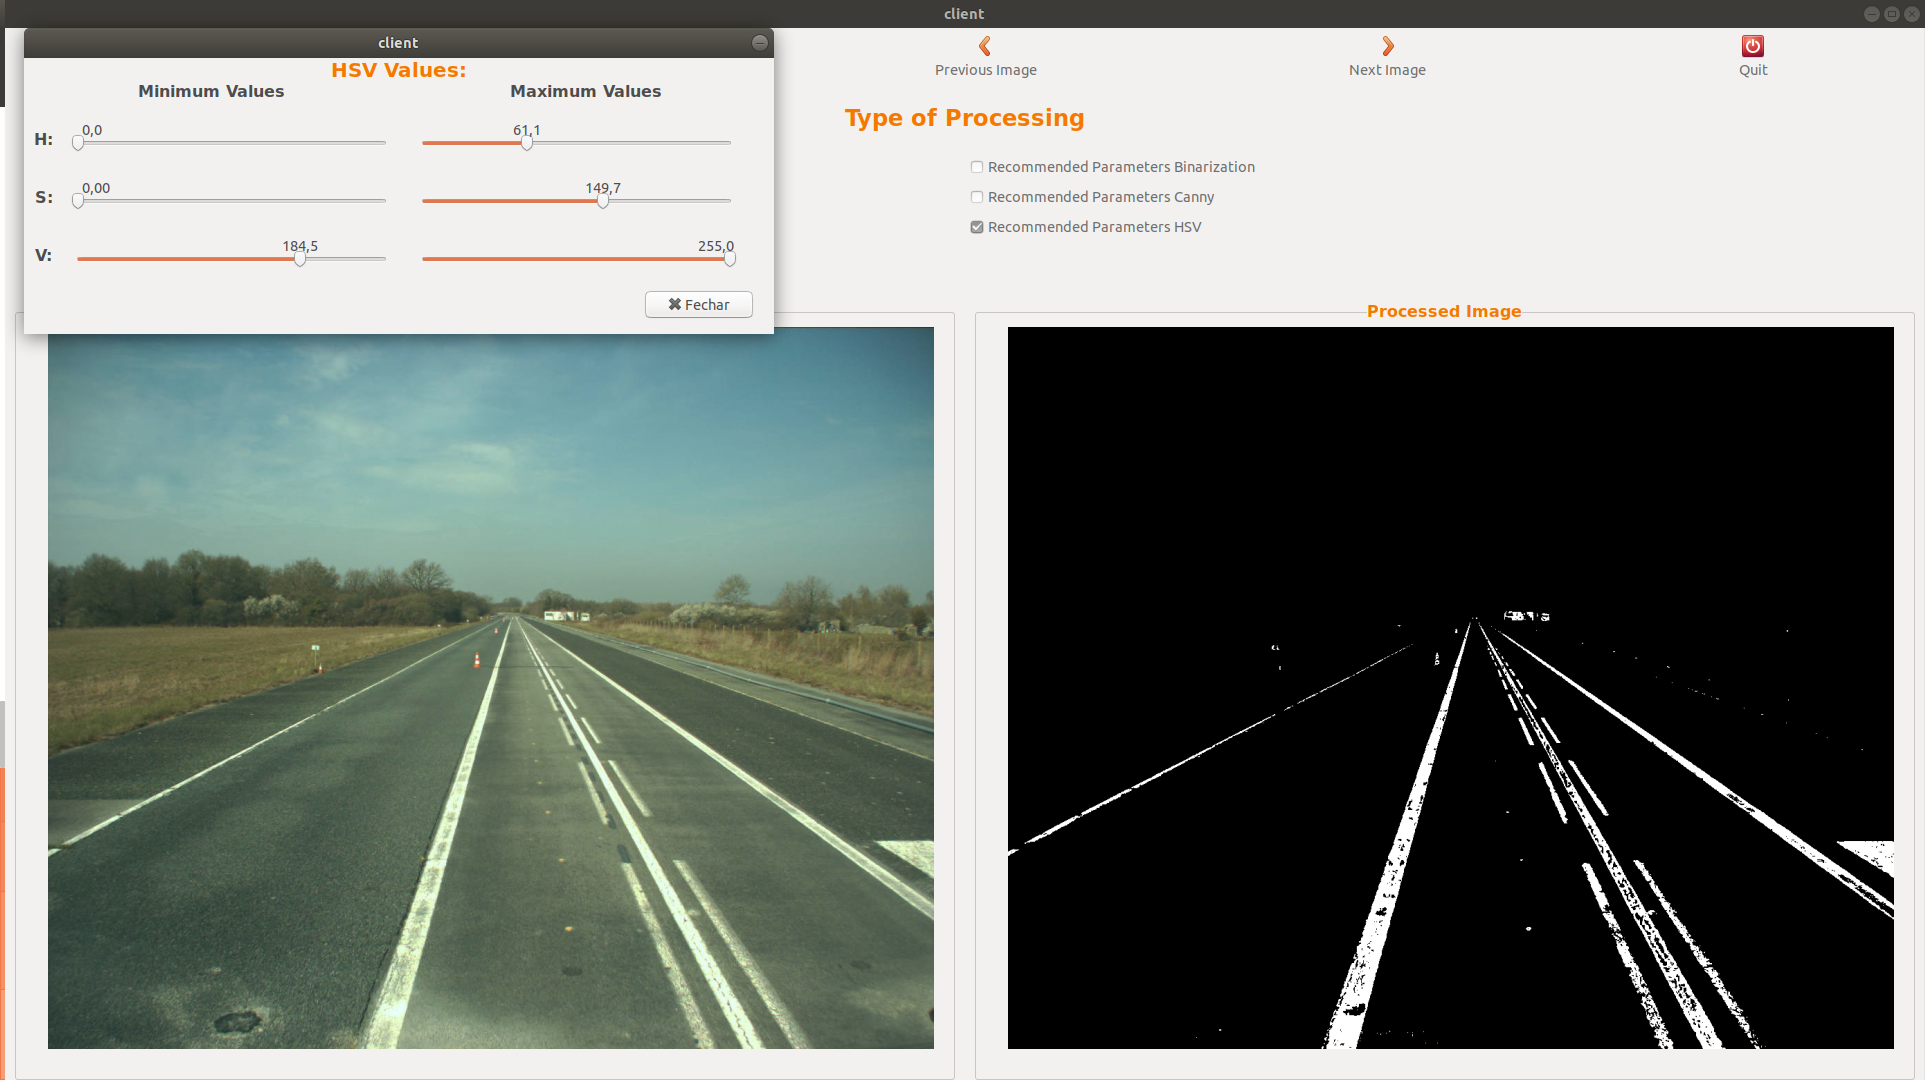 client
client
HSV Values:
Minimum Values Maximum Values
H: 0,0 61,1
S: 0,00 149,7
V: 184,5 255,0
Fechar
Previous Image Next Image Quit
Type of Processing
Recommended Parameters Binarization
Recommended Parameters Canny
Recommended Parameters HSV
Processed Image